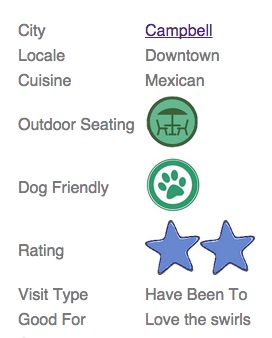 City Campbell
Locale Downtown
Cuisine Mexican
Outdoor Seating
Dog Friendly
Rating
Visit Type Have Been To
Good For Love the swirls